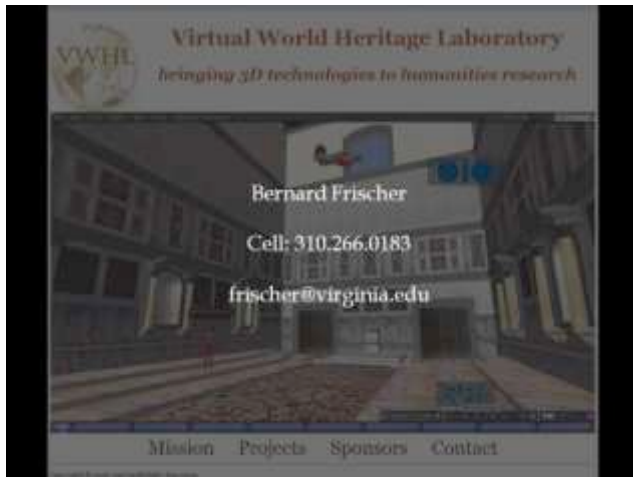 VWHL
Virtual World Heritage Laboratory
bringing 3D technologies to humanities research
Bernard Frischer
Cell: 310.266.0183
frischer@virginia.edu
Mission Projects Sponsors Contact